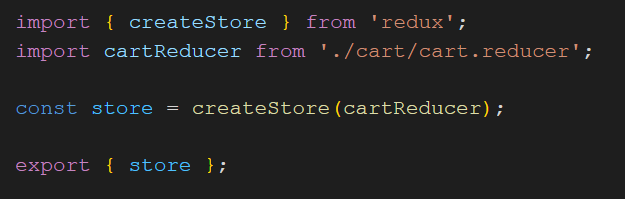 import { createStore } from 'redux';
import cartReducer from './cart/cart.reducer';
const store = createStore(cartReducer);
export { store };